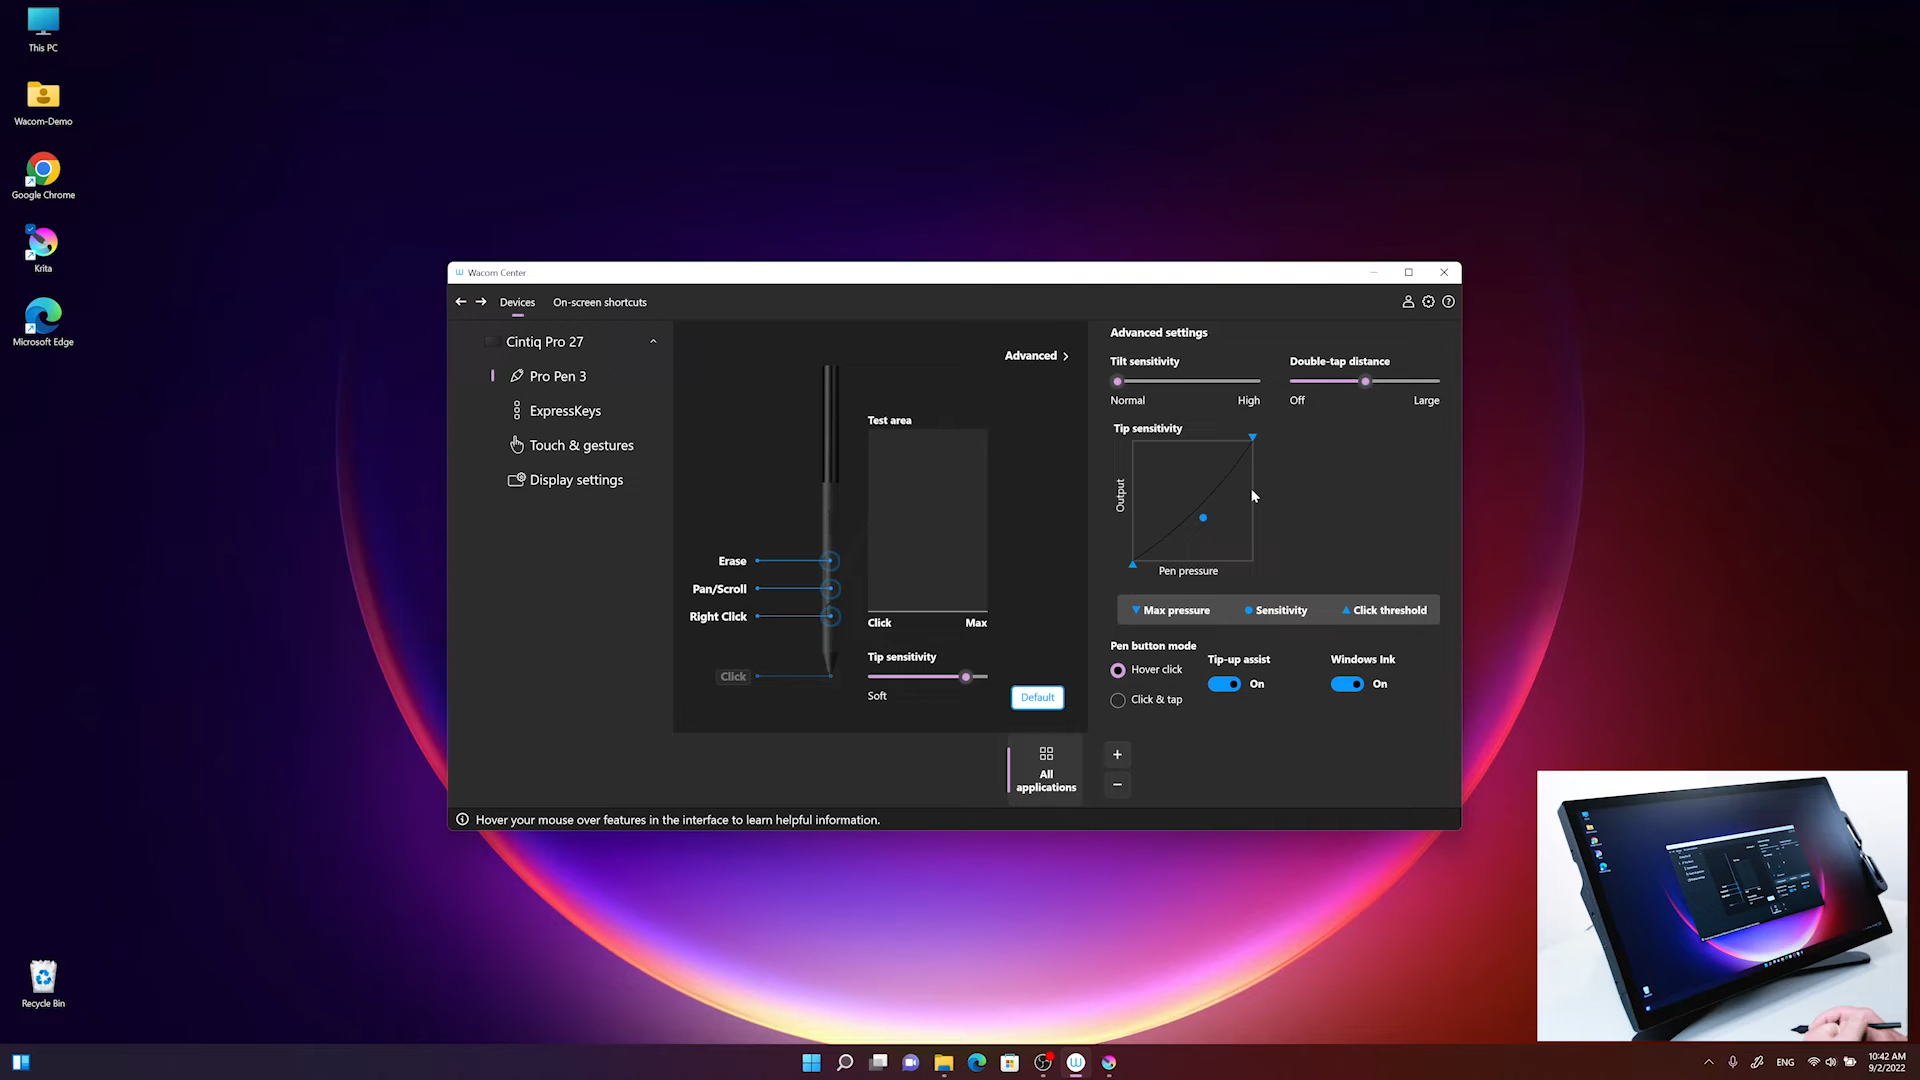 This PC
Wacom-Demo
Google Chrome
Krita
Microsoft Edge
Recycle Bin
Wacom Center
Devices
On-screen shortcuts
Cintiq Pro 27
Pro Pen 3
ExpressKeys
Touch & gestures
Display settings
Advanced
Test area
Erase
Pan/Scroll
Right Click
Click
Click
Max
Tip sensitivity
Soft
Default
Advanced settings
Tilt sensitivity
Double-tap distance
Normal
High
Off
Large
Tip sensitivity
Output
Pen pressure
Max pressure
Sensitivity
Click threshold
Pen button mode
Hover click
Click & tap
Tip-up assist
On
Windows Ink
On
All
applications
Hover your mouse over features in the interface to learn helpful information.
ENG
10:42 AM
9/2/2022